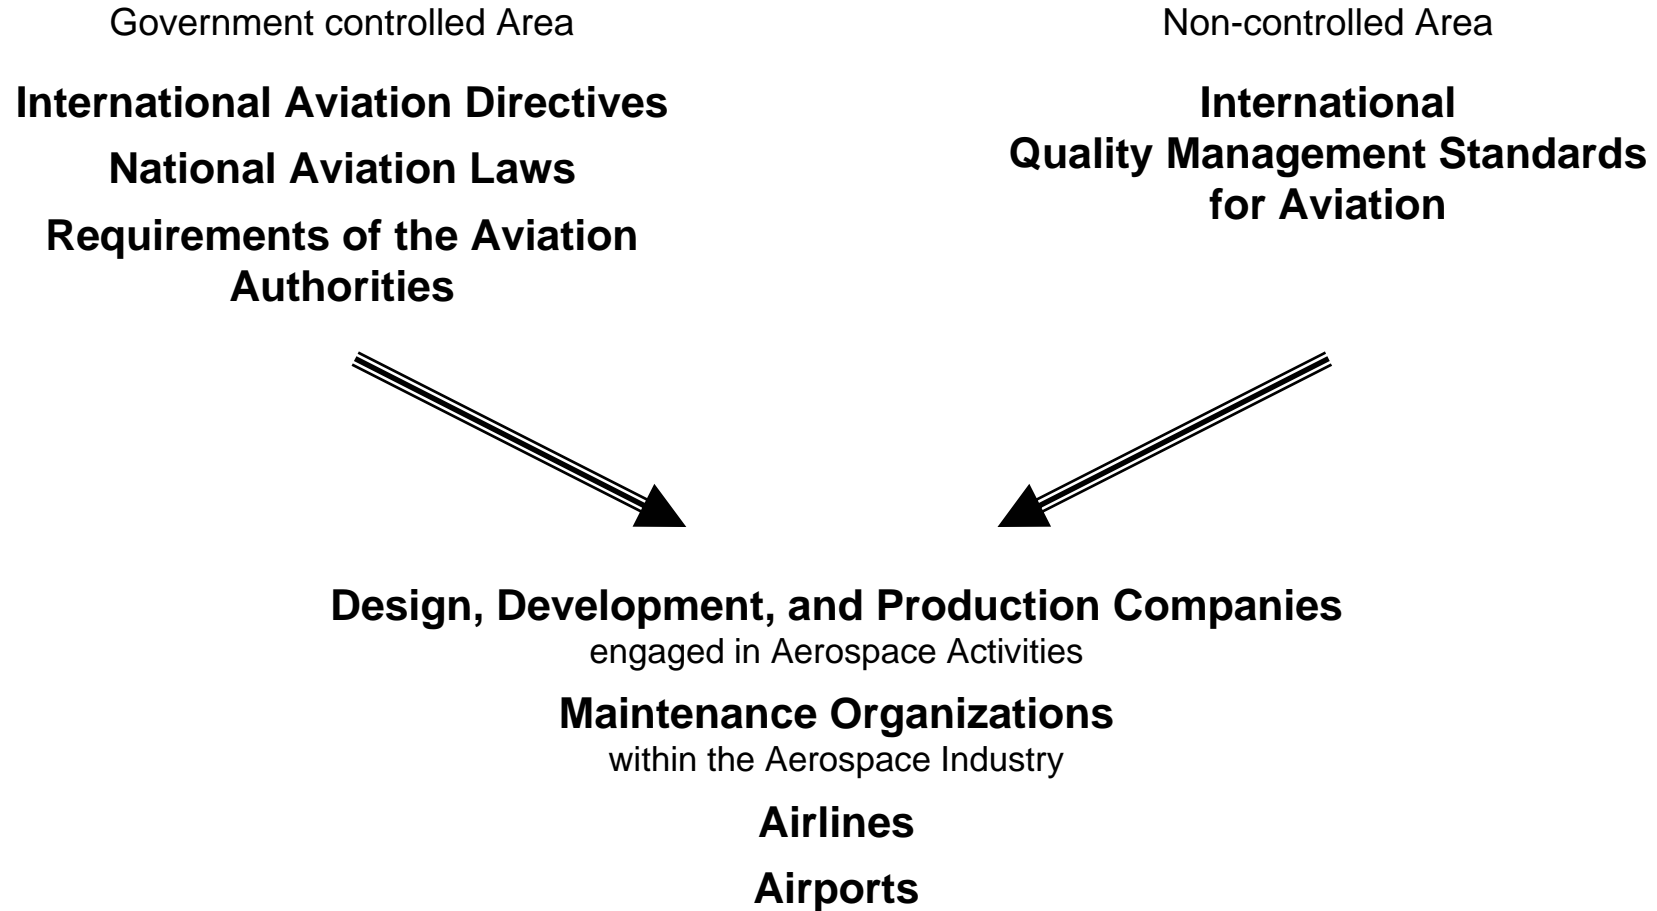 Government controlled Area
International Aviation Directives
National Aviation Laws
Requirements of the Aviation
Authorities
Non-controlled Area
International
Quality Management Standards
for Aviation
Design, Development, and Production Companies
engaged in Aerospace Activities
Maintenance Organizations
within the Aerospace Industry
Airlines
Airports